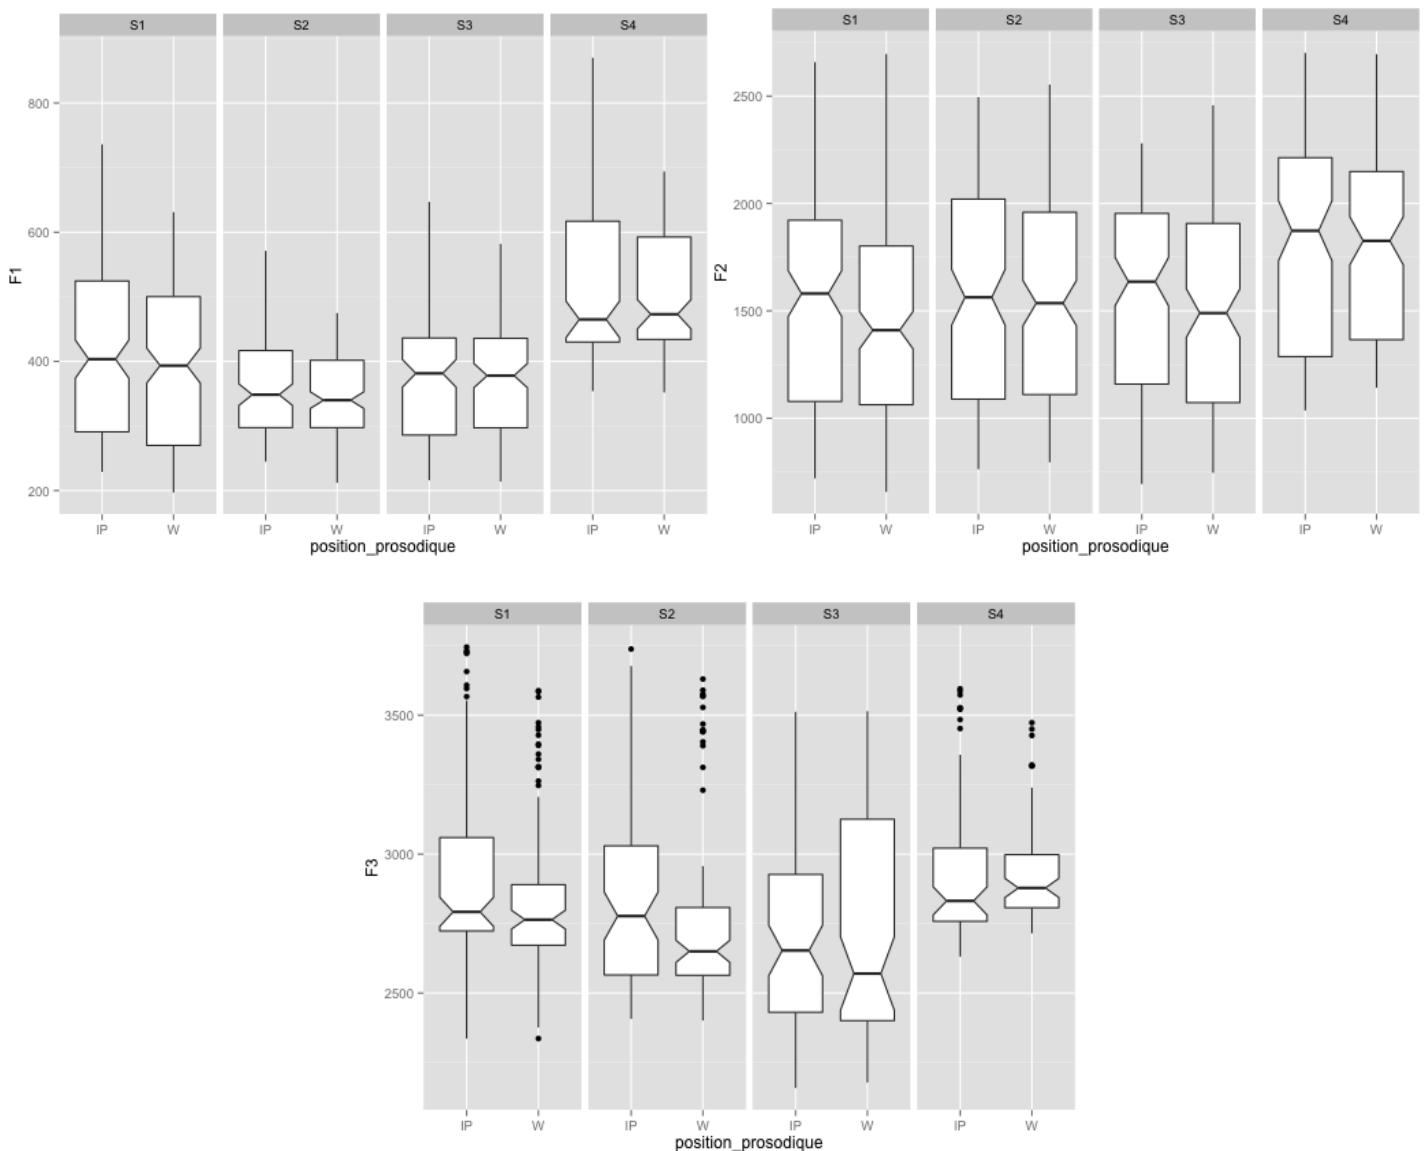 S1 S2 S3 S4
800
600
400
200
F1
IP W IP W IP W IP W
position_prosodique
S1 S2 S3 S4
2500
2000
1500
1000
F2
IP W IP W IP W IP W
position_prosodique
S1 S2 S3 S4
3500
3000
2500
F3
IP W IP W IP W IP W
position_prosodique